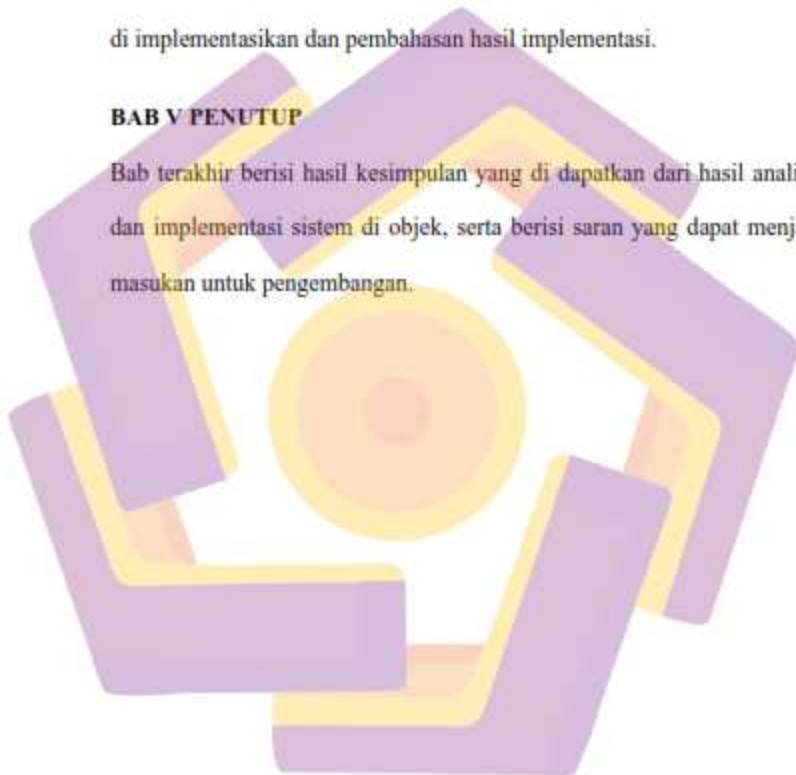 di implementasikan dan pembahasan hasil implementasi.
BAB V PENUTUP
Bab terakhir berisi hasil kesimpulan yang di dapatkan dari hasil anali
dan implementasi sistem di objek, serta berisi saran yang dapat menj
masukan untuk pengembangan.